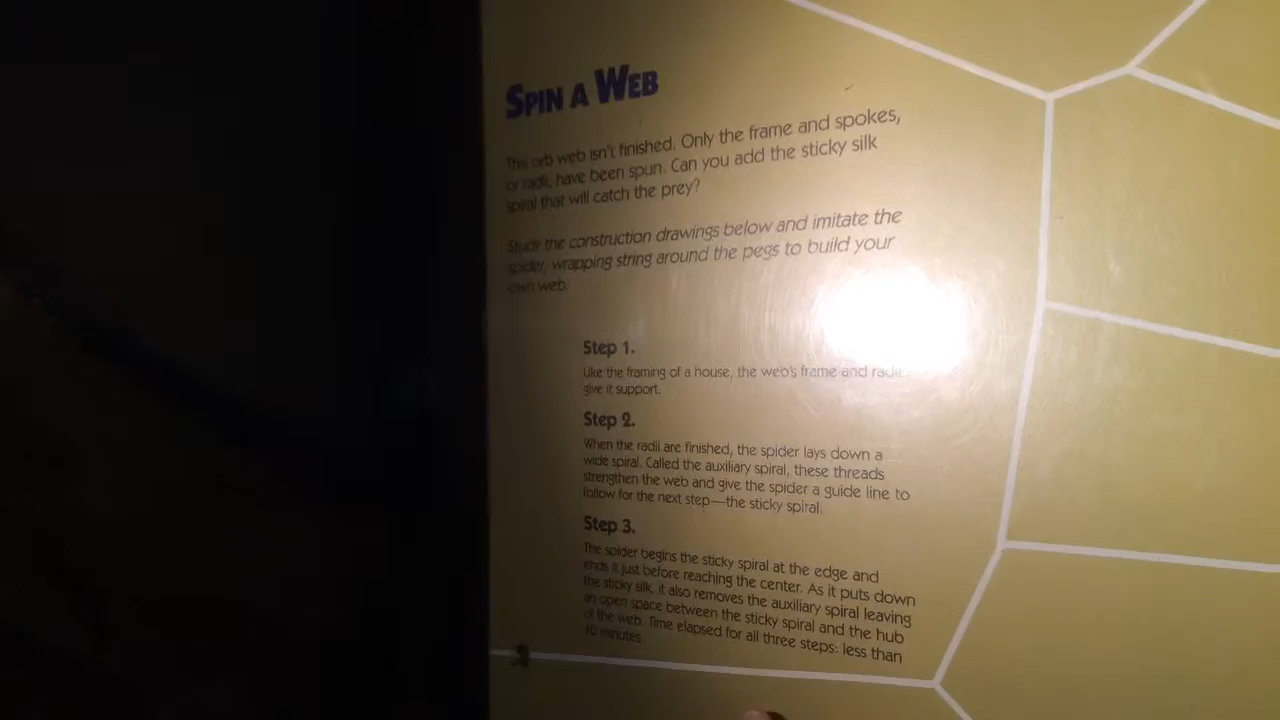 SPIN A WEB
This orb web isn't finished. Only the frame and spokes,
or radii, have been spun. Can you add the sticky silk
spiral that will catch the prey?
Study the construction drawings below and imitate the
spider, wrapping string around the pegs to build your
own web.
Step 1.
Like the framing of a house, the web's frame and radii
give it support.
Step 2.
When the radii are finished, the spider lays down a
wide spiral. Called the auxiliary spiral, these threads
strengthen the web and give the spider a guide line to
follow for the next step—the sticky spiral.
Step 3.
The spider begins the sticky spiral at the edge and
ends it just before reaching the center. As it puts down
the sticky silk, it also removes the auxiliary spiral leaving
an open space between the sticky spiral and the hub
of the web. Time elapsed for all three steps: less than
40 minutes.